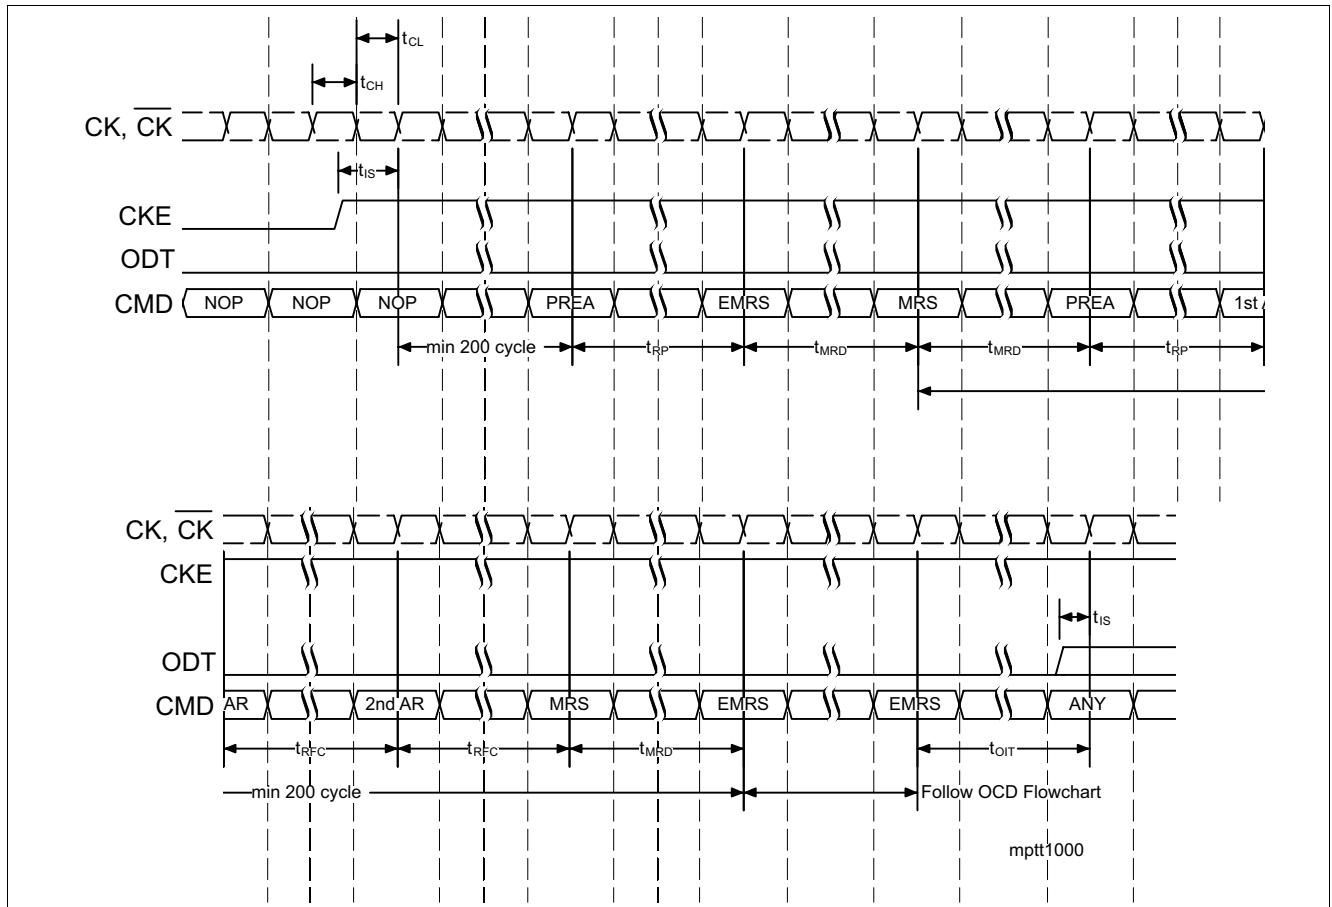 tCL
tCH
CK, CK
tIS
CKE
ODT
CMD NOP NOP NOP PREA EMRS MRS PREA 1st A
min 200 cycle tRP tMRD tMRD tRP
CK, CK
CKE
tIS
ODT
CMD AR 2nd AR MRS EMRS EMRS ANY
tRFC tRFC tMRD tOIT
min 200 cycle Follow OCD Flowchart
mptt1000